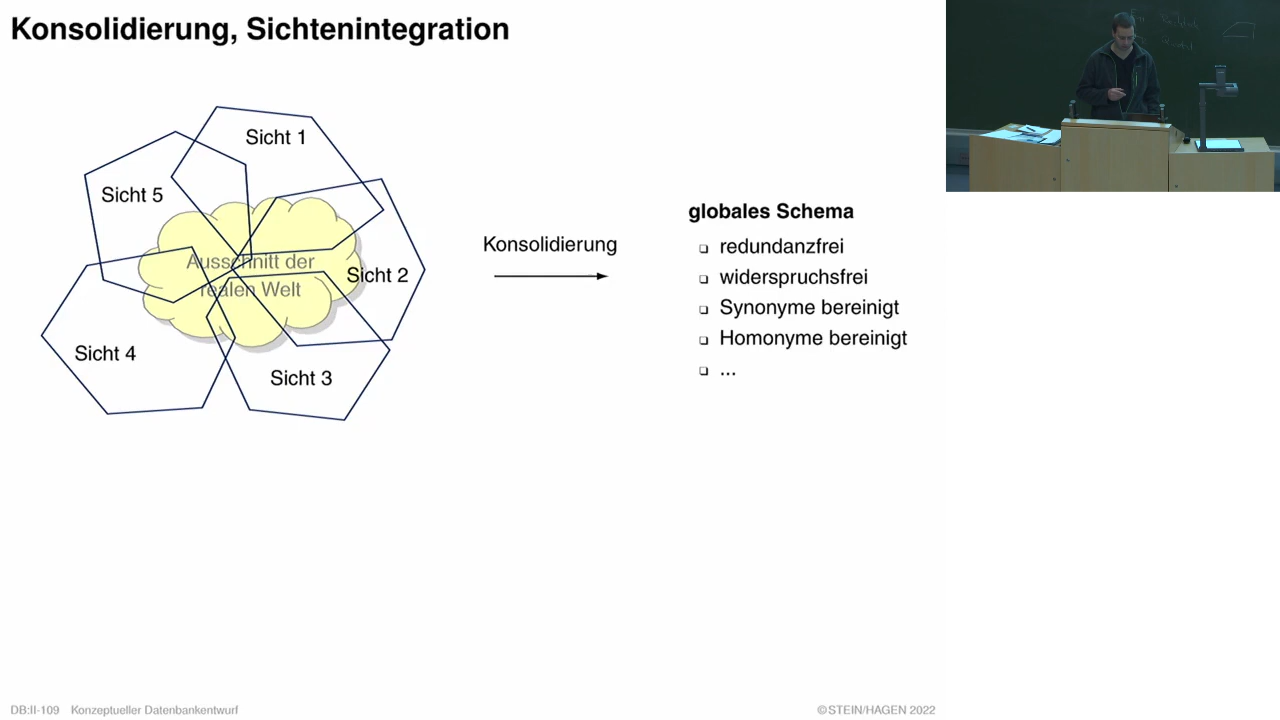 Konsolidierung, Sichtenintegration
Sicht 1
Sicht 5
Ausschnitt der
realen Welt
Sicht 2
Sicht 4
Sicht 3
Konsolidierung
globales Schema
❑ redundanzfrei
❑ widerspruchsfrei
❑ Synonyme bereinigt
❑ Homonyme bereinigt
❑ ...
DB:II-109 Konzeptueller Datenbankentwurf
©STEIN/HAGEN 2022